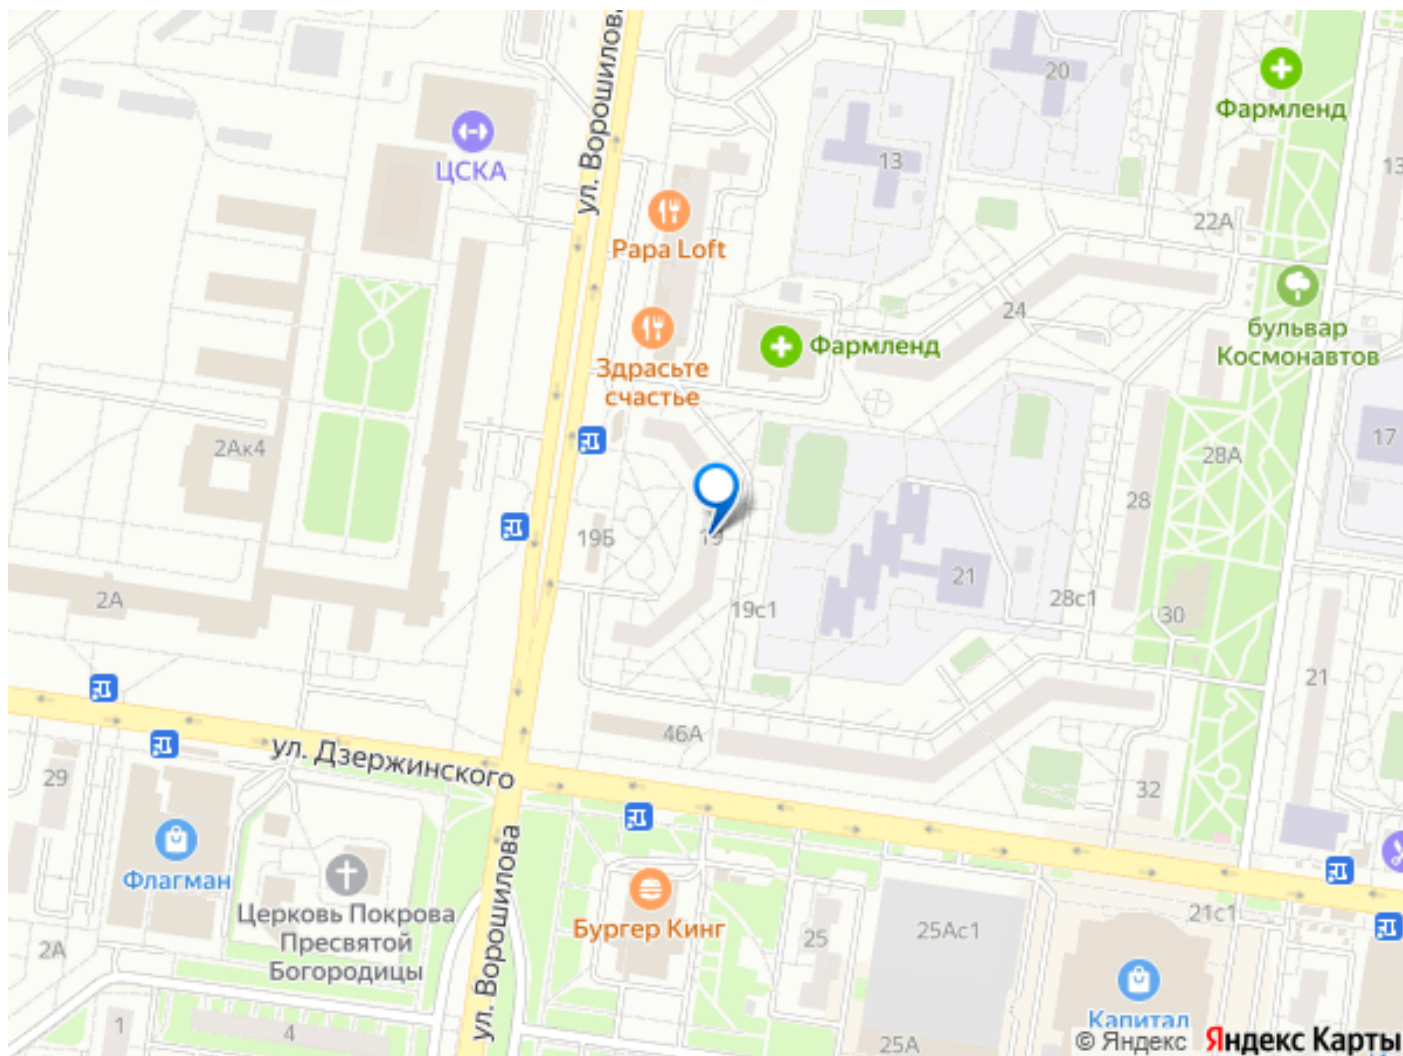 ул. Ворошилова
20
Фармленд
ЦСКА
13
13
22А
Papa Loft
24
бульвар
Космонавтов
Фармленд
Здрасьте
счастье
2Ак4
17
28А
28
19Б
19
21
2А
28с1
19с1
30
21
46А
ул. Дзержинского
29
32
Флагман
Церковь Покрова
Пресвятой
Богородицы
ул. Ворошилова
Бургер Кинг
25
25Ас1
21с1
2А
1
4
25А
Капитал
© Яндекс Яндекс Карты